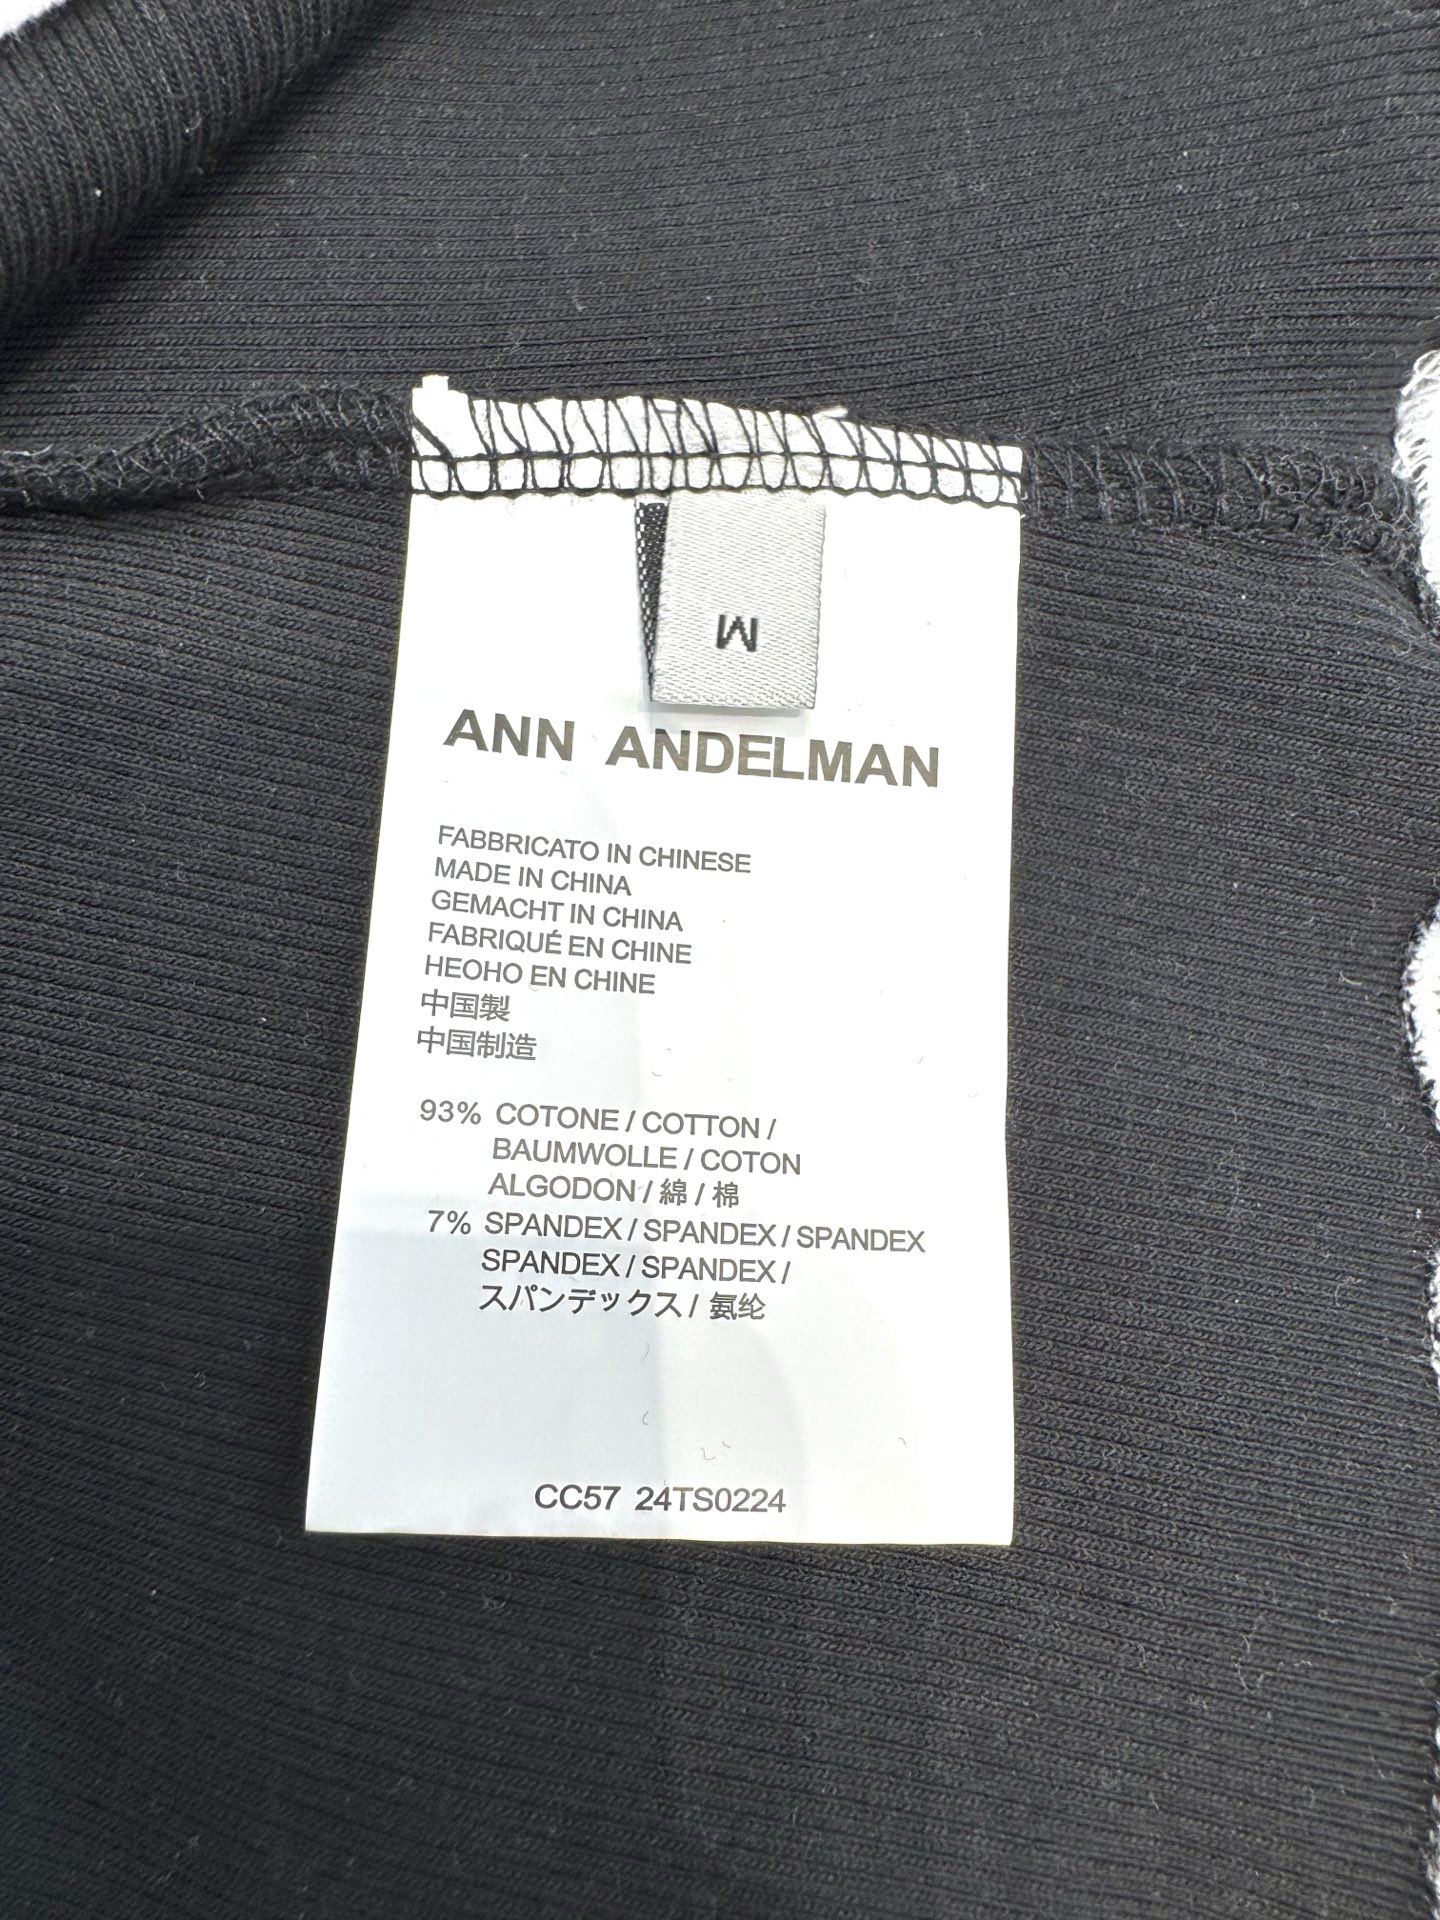 M
ANN ANDELMAN
FABBRICATO IN CHINESE
MADE IN CHINA
GEMACHT IN CHINA
FABRIQUÉ EN CHINE
HEOHO EN CHINE
中国製
中国制造
93% COTONE / COTTON /
BAUMWOLLE / COTON
ALGODON / 綿 / 棉
7% SPANDEX / SPANDEX / SPANDEX
SPANDEX / SPANDEX /
スパンデックス / 氨纶
CC57 24TS0224